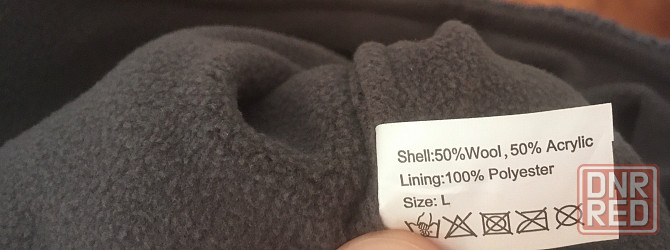 Shell:50%Wool, 50% Acrylic
Lining:100% Polyester
Size: L
DNR
RED